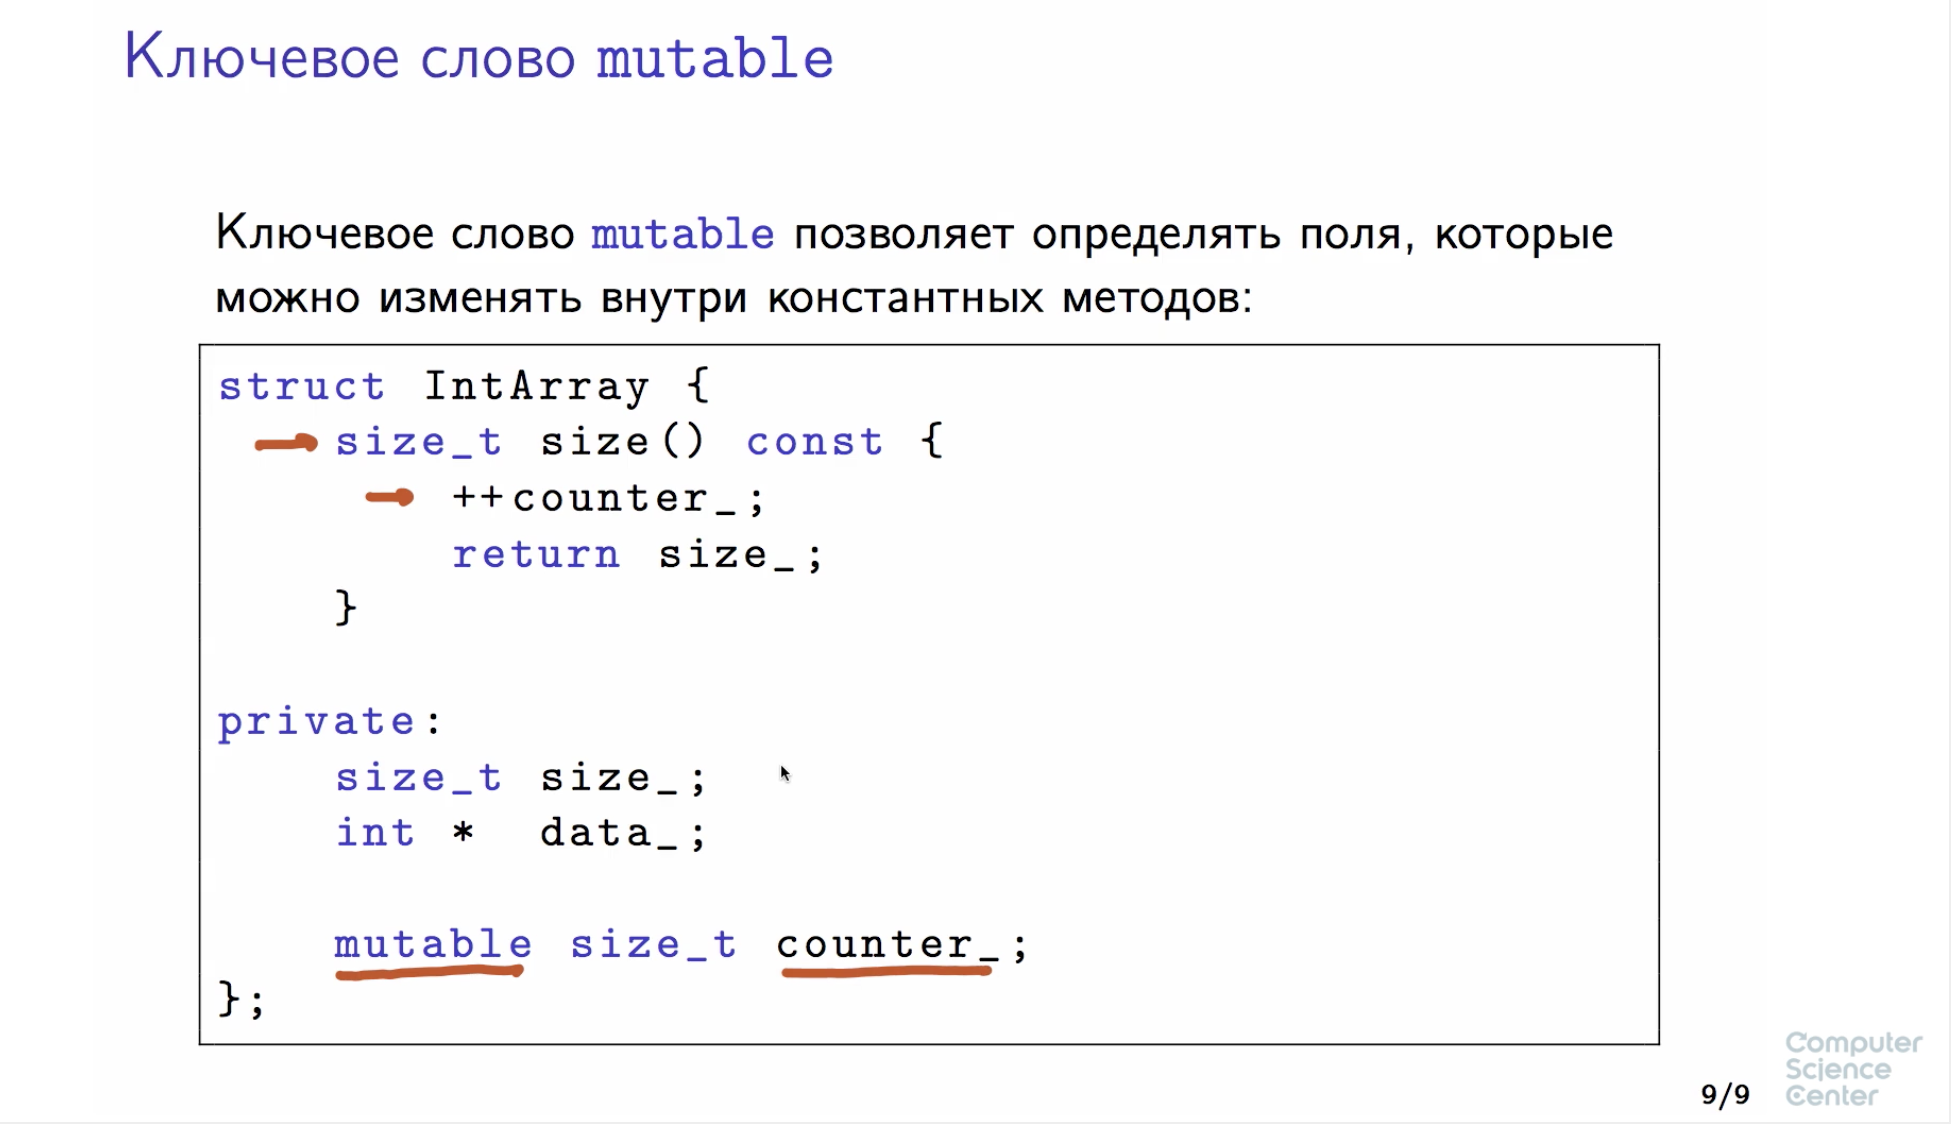 Ключевое слово mutable
Ключевое слово mutable позволяет определять поля, которые
можно изменять внутри константных методов:
struct IntArray {
size_t size() const {
++counter_;
return size_;
}
private:
size_t size_;
int * data_;
mutable size_t counter_;
};
Computer
Science
Center
9/9